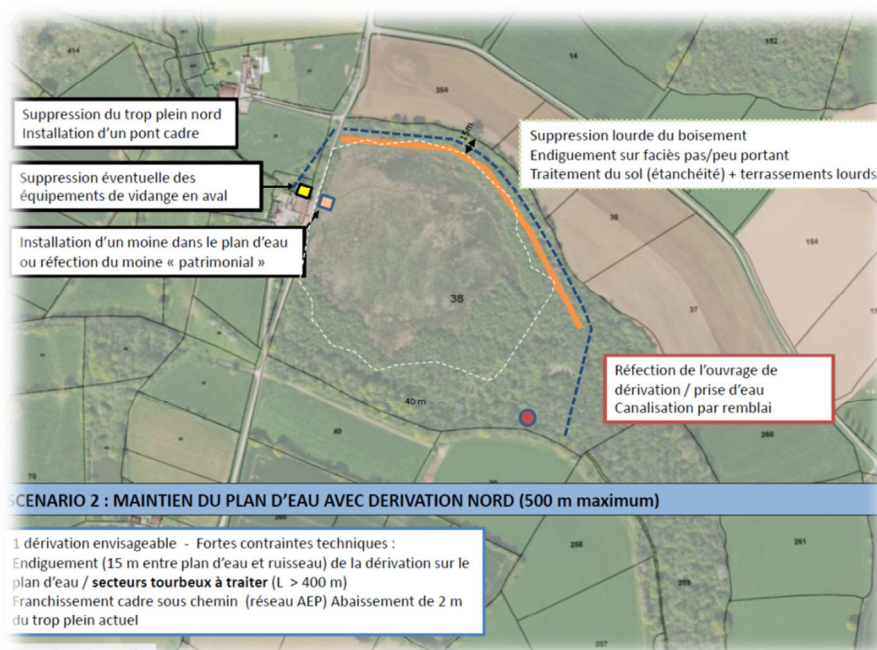 414
14
152
364
Suppression du trop plein nord
Installation d'un pont cadre
15m
Suppression lourde du boisement
Endiguement sur faciès pas/peu portant
Traitement du sol (étanchéité) + terrassements lourds
Suppression éventuelle des
équipements de vidange en aval
36
154
Installation d'un moine dans le plan d'eau
ou réfection du moine « patrimonial »
38
37
Réfection de l'ouvrage de
dérivation / prise d'eau
Canalisation par remblai
40 m
40
260
70
SCENARIO 2 : MAINTIEN DU PLAN D'EAU AVEC DERIVATION NORD (500 m maximum)
1 dérivation envisageable - Fortes contraintes techniques :
Endiguement (15 m entre plan d'eau et ruisseau) de la dérivation sur le
plan d'eau / secteurs tourbeux à traiter (L > 400 m)
Franchissement cadre sous chemin (réseau AEP) Abaissement de 2 m
du trop plein actuel
258
261
259
257